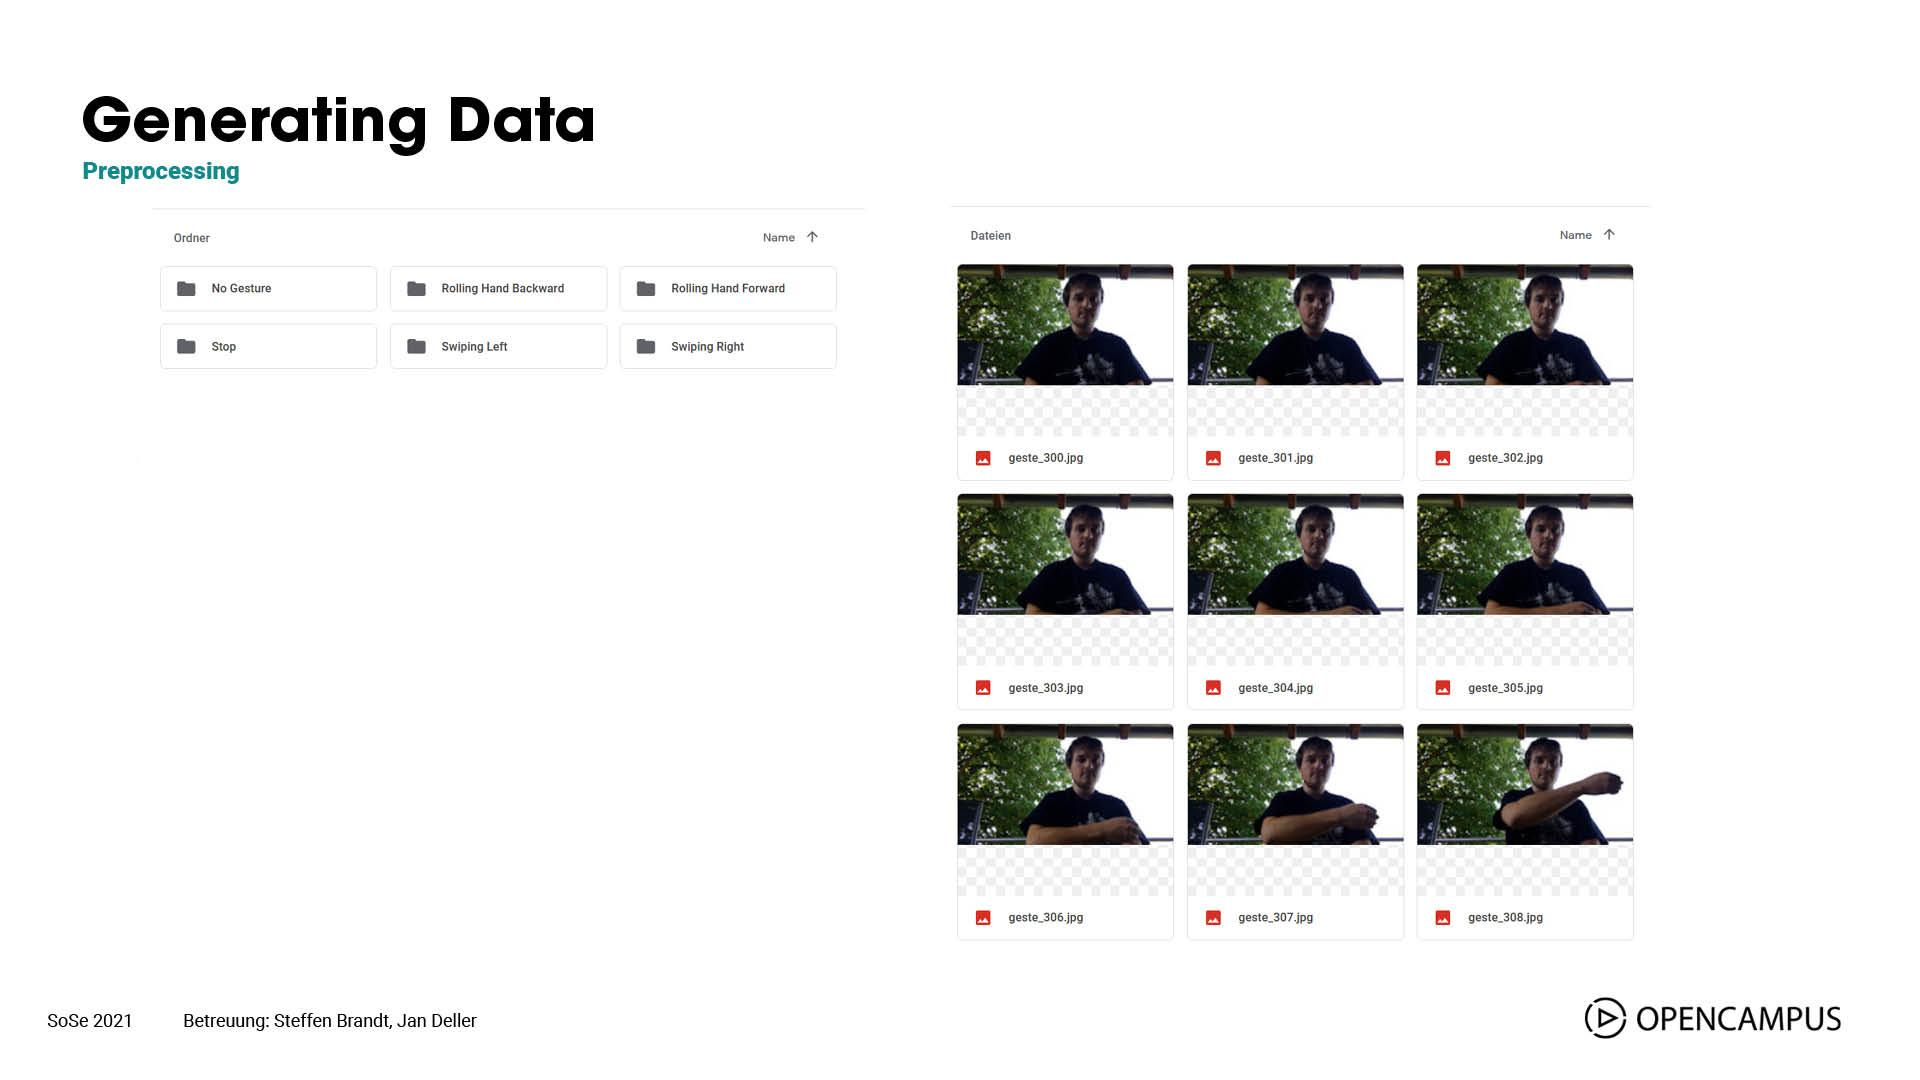 Generating Data
Preprocessing
Ordner Name
No Gesture Rolling Hand Backward Rolling Hand Forward
Stop Swiping Left Swiping Right
Dateien Name
geste_300.jpg geste_301.jpg geste_302.jpg
geste_303.jpg geste_304.jpg geste_305.jpg
geste_306.jpg geste_307.jpg geste_308.jpg
SoSe 2021 Betreuung: Steffen Brandt, Jan Deller
OPENCAMPUS